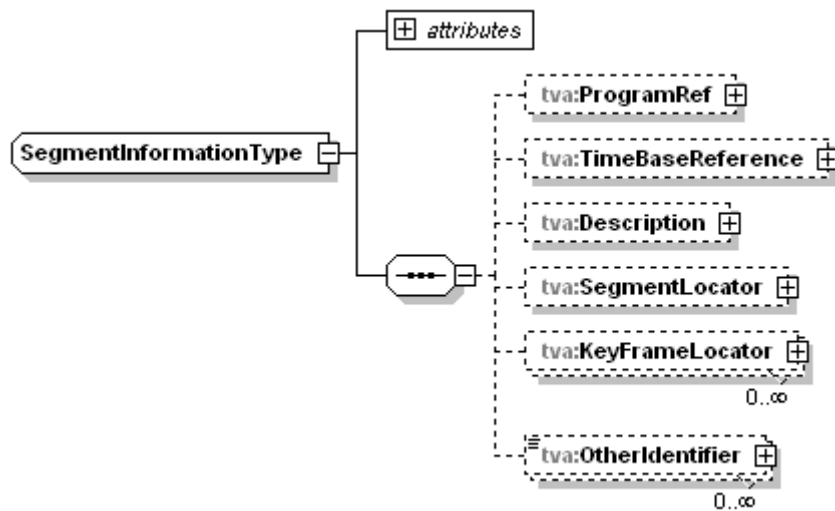 attributes
tva:ProgramRef
SegmentInformationType
tva:TimeBaseReference
tva:Description
tva:SegmentLocator
tva:KeyFrameLocator
0..∞
tva:OtherIdentifier
0..∞